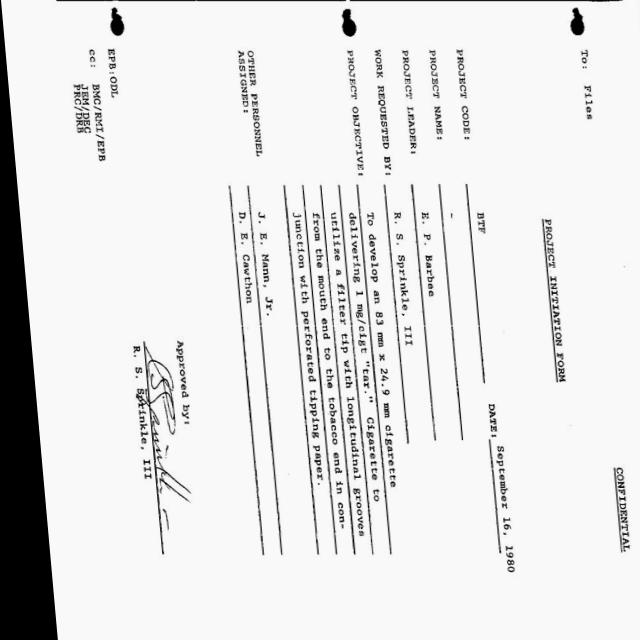 CONFIDENTIAL
To: Files
PROJECT INITIATION FORM
DATE: September 16, 1980
PROJECT CODE: BTF
PROJECT NAME: -
PROJECT LEADER: E. P. Barbee
WORK REQUESTED BY: R. S. Sprinkle, III
PROJECT OBJECTIVE: To develop an 83 mm x 24.9 mm cigarette
delivering 1 mg/cigt "tar." Cigarette to
utilize a filter tip with longitudinal grooves
from the mouth end to the tobacco end in con-
junction with perforated tipping paper.
OTHER PERSONNEL
ASSIGNED:
J. E. Mann, Jr.
D. E. Cawthon
Approved by:
R. S. Sprinkle, III
EPB:ODL
cc: BMC/RMI/EPB
JEM/DEC
PRC/DRB